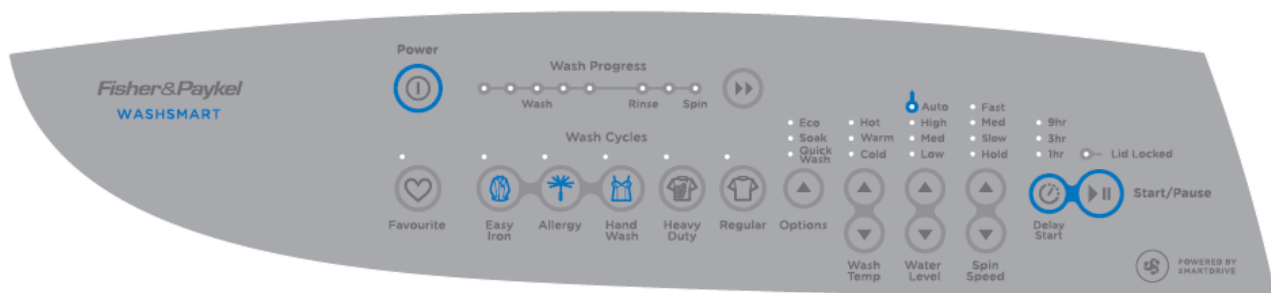 Power
Fisher&Paykel
WASHSMART
Wash Progress
Wash
Rinse
Spin
Wash Cycles
Favourite
Easy
Iron
Allergy
Hand
Wash
Heavy
Duty
Regular
Eco
Soak
Quick
Wash
Options
Hot
Warm
Cold
Wash
Temp
Auto
High
Med
Low
Water
Level
Fast
Med
Slow
Hold
Spin
Speed
9hr
3hr
1hr
Lid Locked
Delay
Start
Start/Pause
POWERED BY
SMARTDRIVE